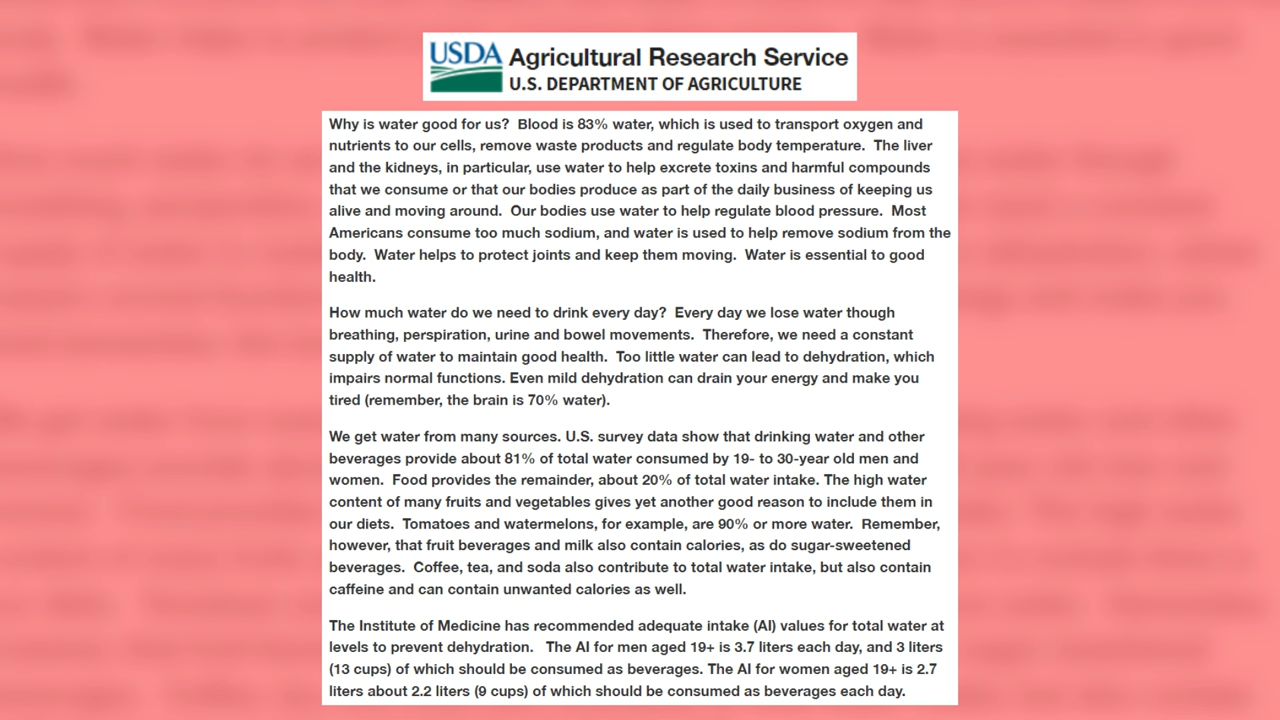 USDA Agricultural Research Service
U.S. DEPARTMENT OF AGRICULTURE
Why is water good for us?  Blood is 83% water, which is used to transport oxygen and
nutrients to our cells, remove waste products and regulate body temperature.  The liver
and the kidneys, in particular, use water to help excrete toxins and harmful compounds
that we consume or that our bodies produce as part of the daily business of keeping us
alive and moving around.  Our bodies use water to help regulate blood pressure.  Most
Americans consume too much sodium, and water is used to help remove sodium from the
body.  Water helps to protect joints and keep them moving.  Water is essential to good
health.
How much water do we need to drink every day?  Every day we lose water though
breathing, perspiration, urine and bowel movements.  Therefore, we need a constant
supply of water to maintain good health.  Too little water can lead to dehydration, which
impairs normal functions. Even mild dehydration can drain your energy and make you
tired (remember, the brain is 70% water).
We get water from many sources. U.S. survey data show that drinking water and other
beverages provide about 81% of total water consumed by 19- to 30-year old men and
women.  Food provides the remainder, about 20% of total water intake. The high water
content of many fruits and vegetables gives yet another good reason to include them in
our diets.  Tomatoes and watermelons, for example, are 90% or more water.  Remember,
however, that fruit beverages and milk also contain calories, as do sugar-sweetened
beverages.  Coffee, tea, and soda also contribute to total water intake, but also contain
caffeine and can contain unwanted calories as well.
The Institute of Medicine has recommended adequate intake (AI) values for total water at
levels to prevent dehydration.   The AI for men aged 19+ is 3.7 liters each day, and 3 liters
(13 cups) of which should be consumed as beverages. The AI for women aged 19+ is 2.7
liters about 2.2 liters (9 cups) of which should be consumed as beverages each day.